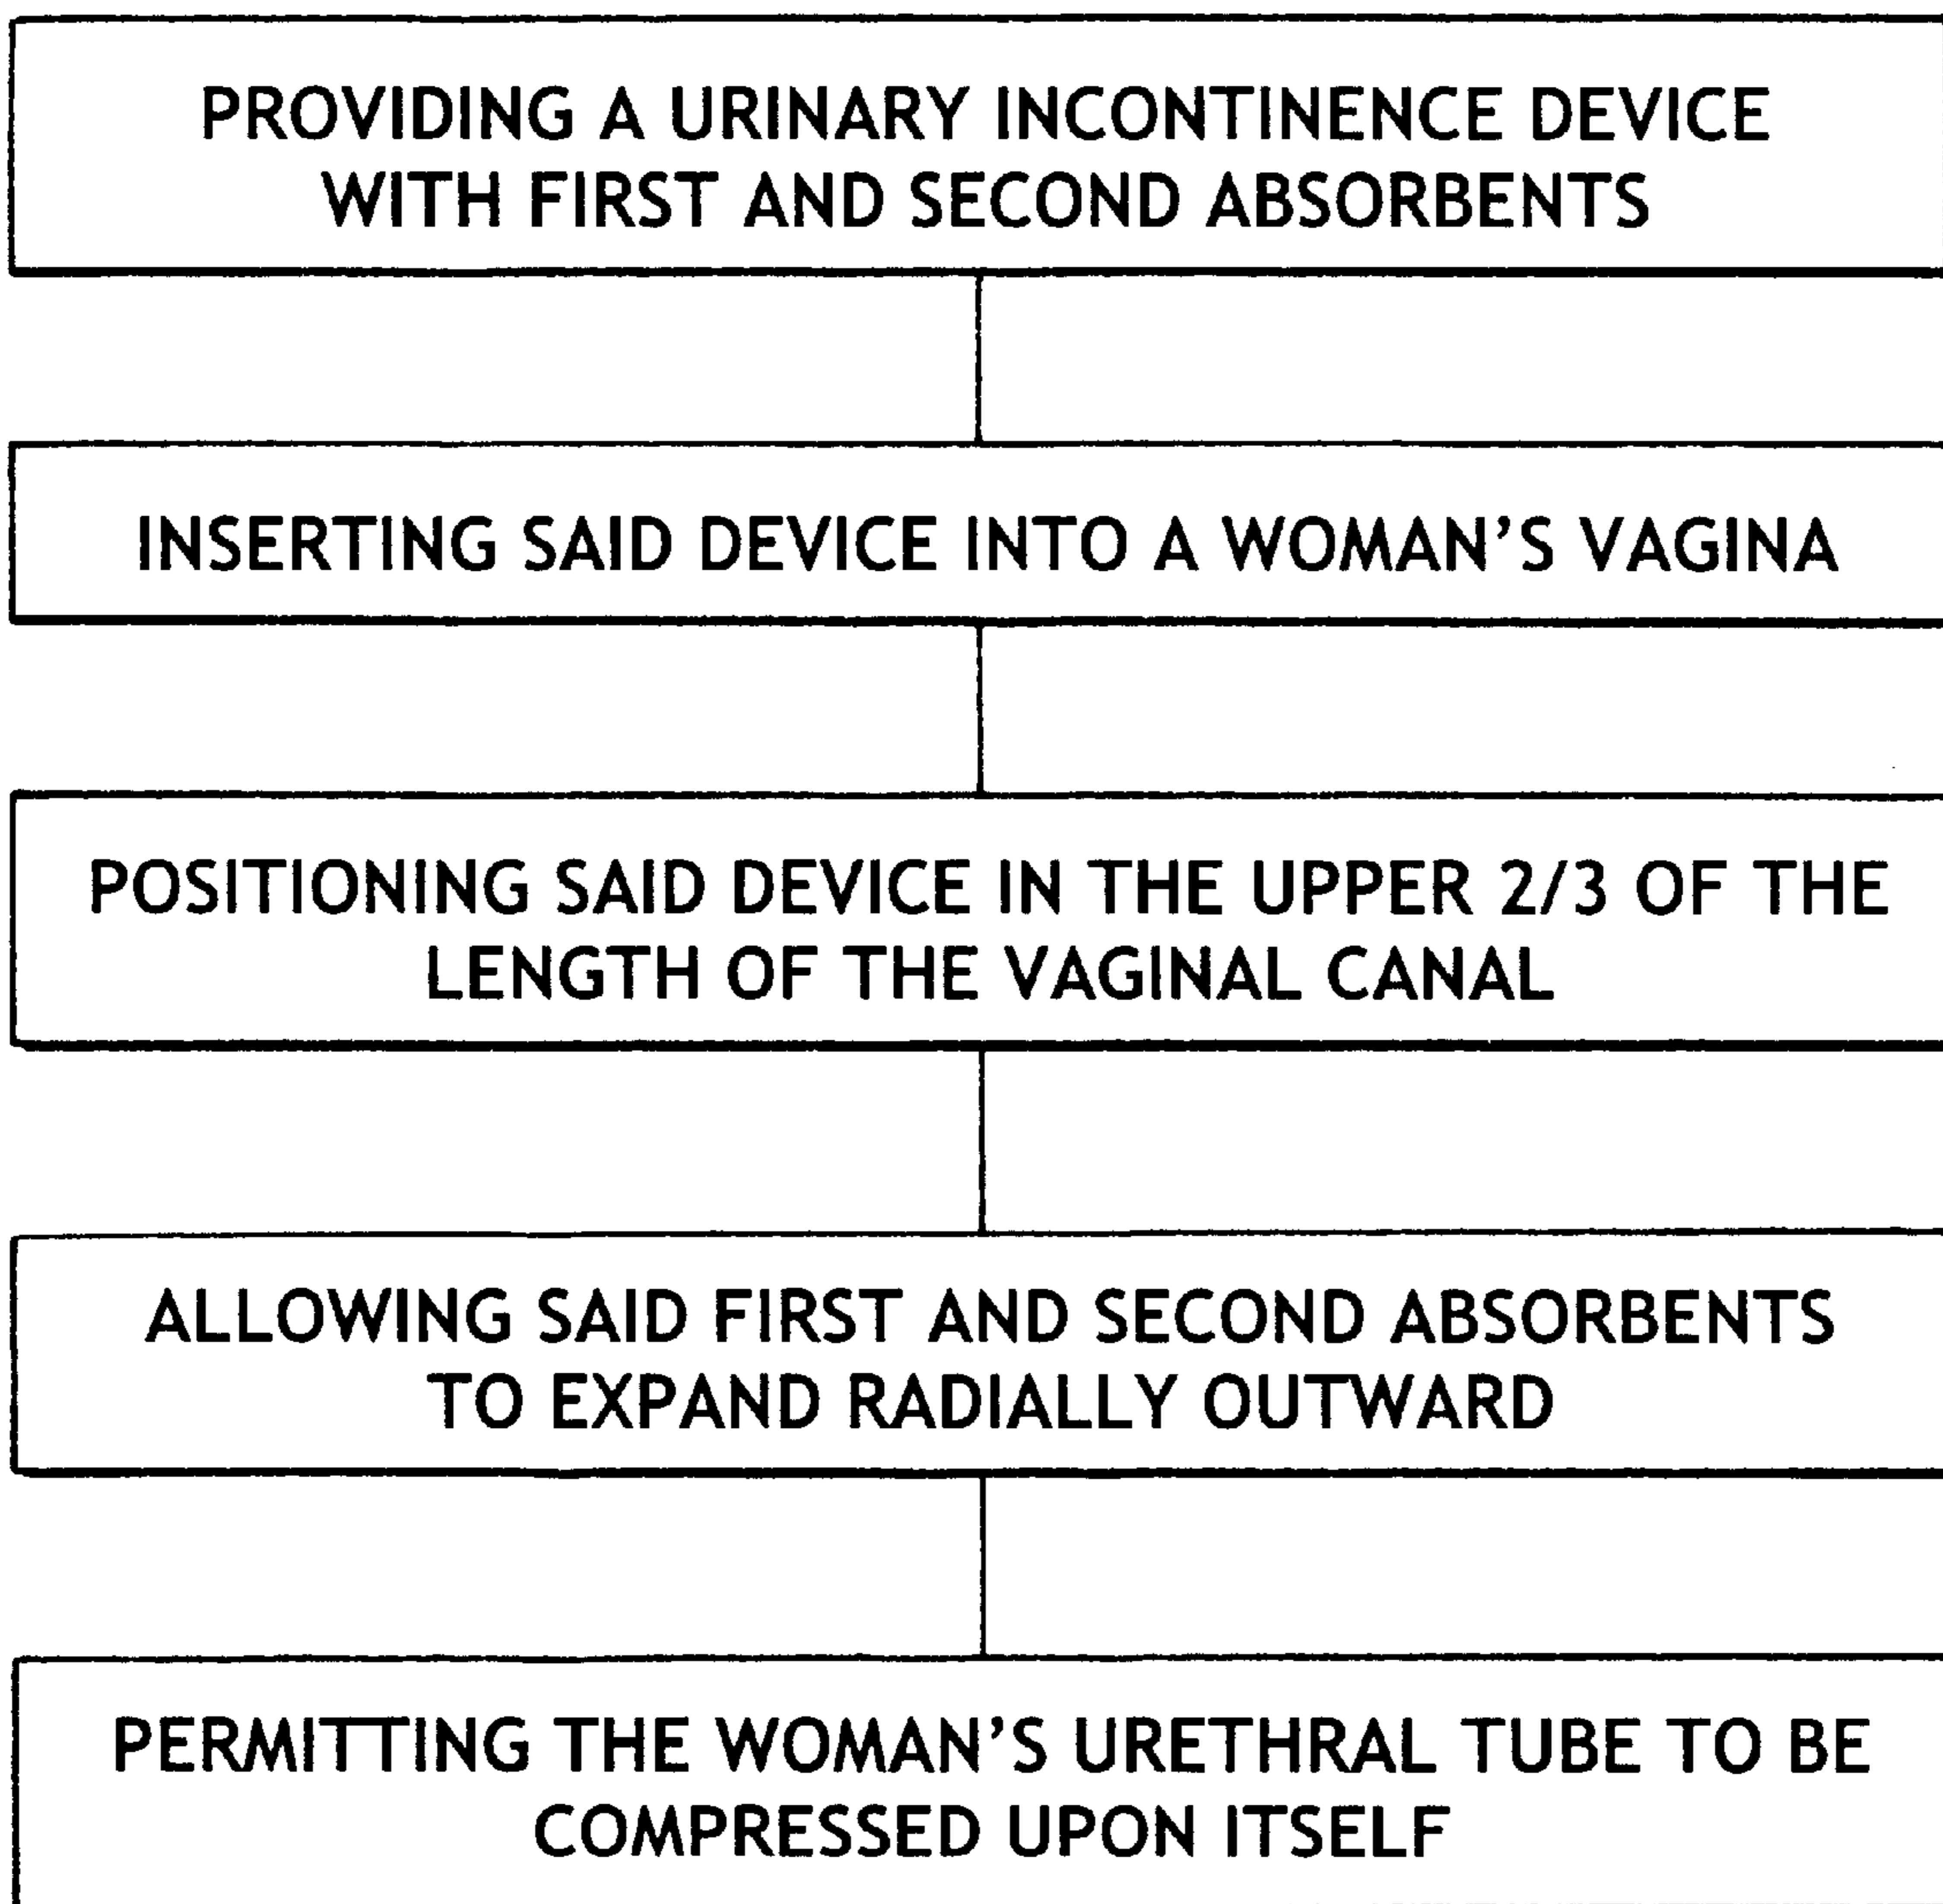 PROVIDING A URINARY INCONTINENCE DEVICE
WITH FIRST AND SECOND ABSORBENTS
INSERTING SAID DEVICE INTO A WOMAN'S VAGINA
POSITIONING SAID DEVICE IN THE UPPER 2/3 OF THE
LENGTH OF THE VAGINAL CANAL
ALLOWING SAID FIRST AND SECOND ABSORBENTS
TO EXPAND RADIALLY OUTWARD
PERMITTING THE WOMAN'S URETHRAL TUBE TO BE
COMPRESSED UPON ITSELF